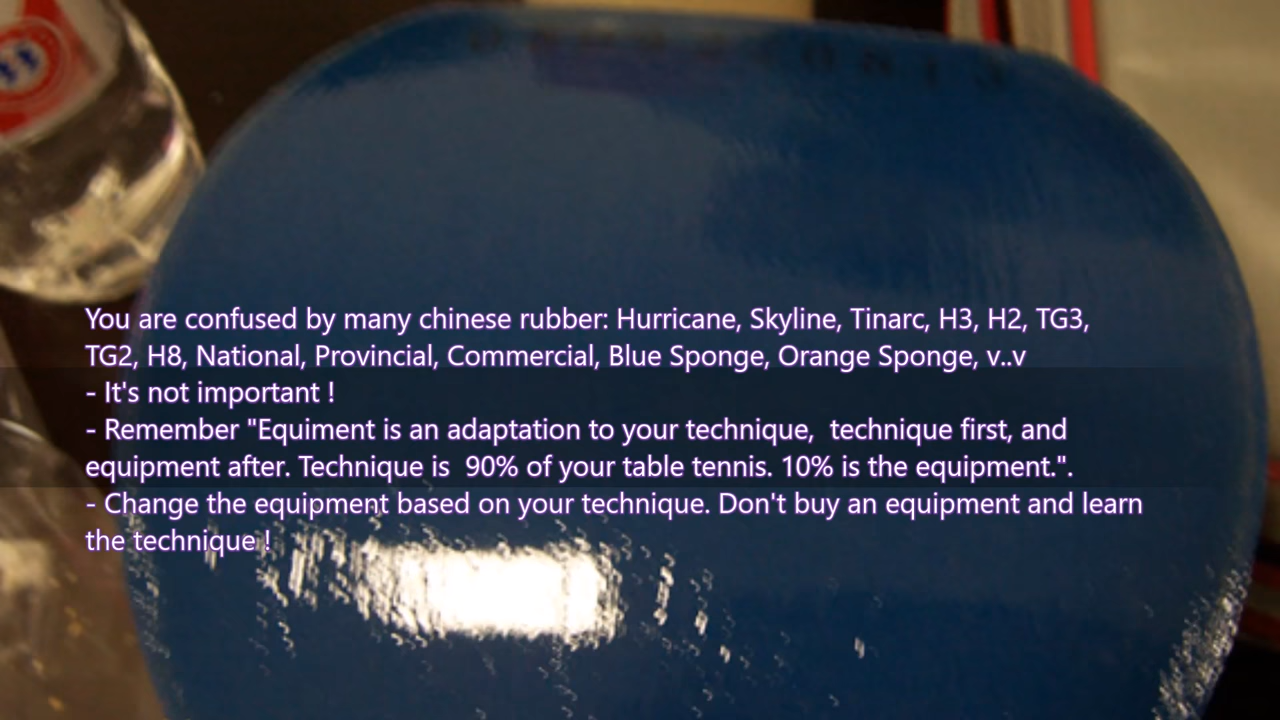 You are confused by many chinese rubber: Hurricane, Skyline, Tinarc, H3, H2, TG3,
TG2, H8, National, Provincial, Commercial, Blue Sponge, Orange Sponge, v..v
- It's not important !
- Remember "Equiment is an adaptation to your technique,  technique first, and
equipment after. Technique is  90% of your table tennis. 10% is the equipment.".
- Change the equipment based on your technique. Don't buy an equipment and learn
the technique !